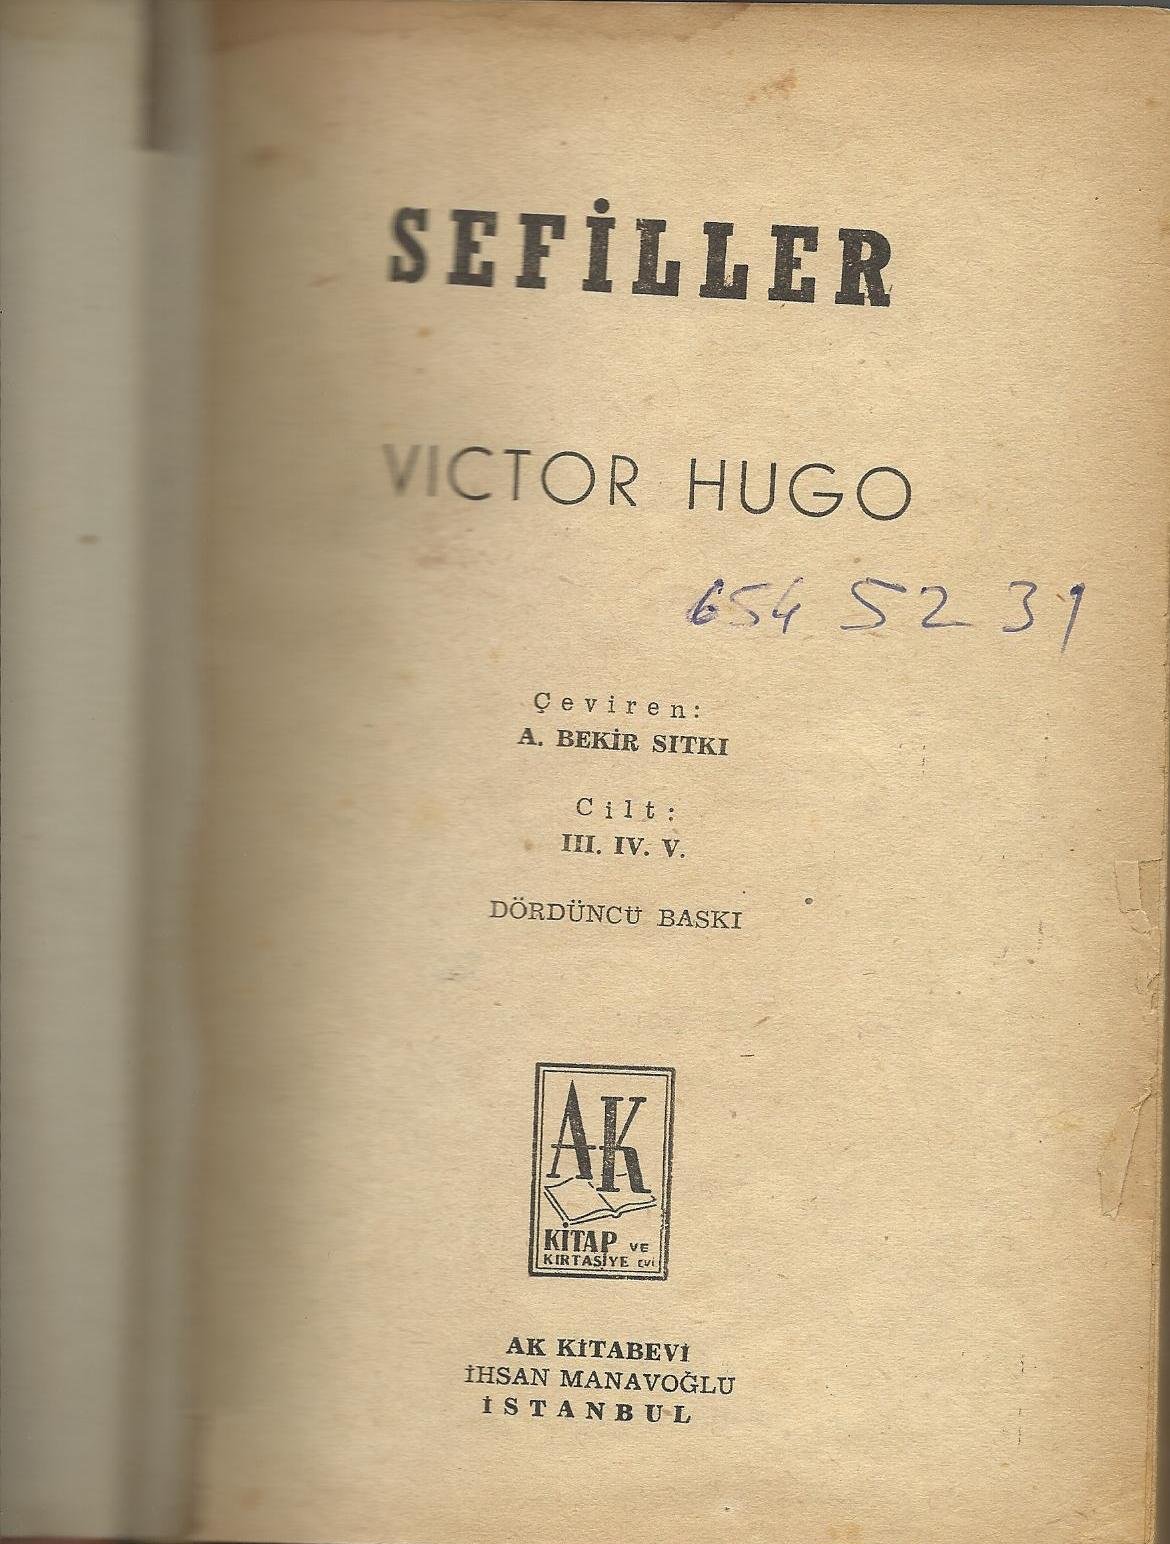 SEFİLLER
VICTOR HUGO
654 52 31
Çeviren:
A. BEKİR SITKI
Cilt:
III. IV. V.
DÖRDÜNCÜ BASKI
AK
KİTAP VE
KIRTASİYE EVİ
AK KİTABEVİ
İHSAN MANAVOĞLU
İSTANBUL